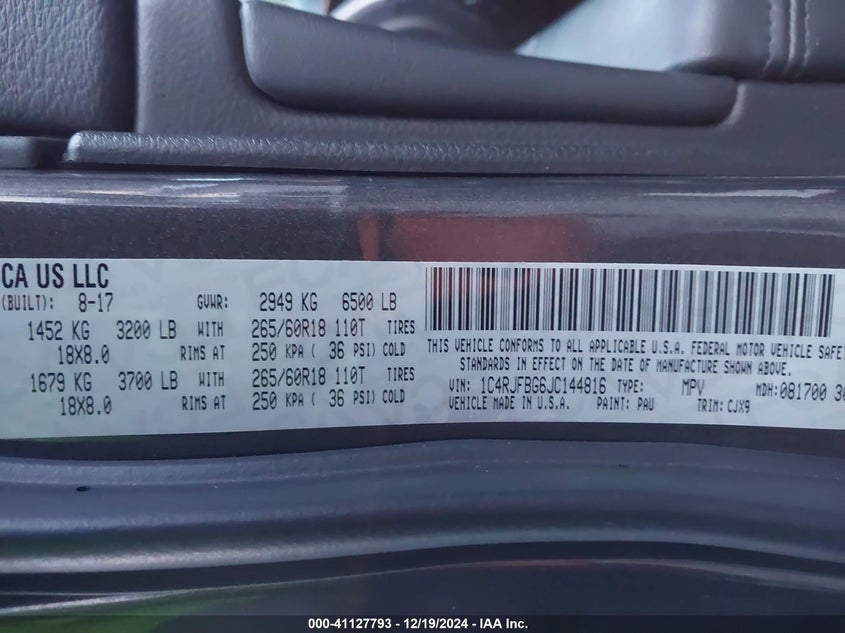 CA US LLC
(BUILT): 8-17 GVWR: 2949 KG 6500 LB
1452 KG 3200 LB WITH 265/60R18 110T TIRES
18X8.0 RIMS AT 250 KPA ( 36 PSI) COLD
1679 KG 3700 LB WITH 265/60R18 110T TIRES
18X8.0 RIMS AT 250 KPA ( 36 PSI) COLD
THIS VEHICLE CONFORMS TO ALL APPLICABLE U.S.A. FEDERAL MOTOR VEHICLE SAFET
STANDARDS IN EFFECT ON THE DATE OF MANUFACTURE SHOWN ABOVE.
VIN: 1C4RJFBG6JC144816 TYPE: MPV MDH: 081700 30
VEHICLE MADE IN U.S.A. PAINT: PAU TRIM: CJX9
000-41127793 - 12/19/2024 - IAA Inc.